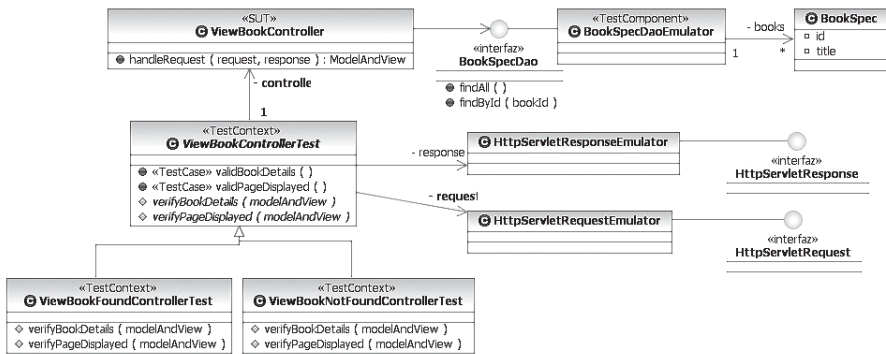 «SUT»
ViewBookController
handleRequest ( request, response ) : ModelAndView
«interfaz»
BookSpecDao
findAll ( )
findById ( bookId )
«TestComponent»
BookSpecDaoEmulator
- books
1
*
BookSpec
id
title
- controlle
1
«TestContext»
ViewBookControllerTest
«TestCase» validBookDetails ( )
«TestCase» validPageDisplayed ( )
verifyBookDetails ( modelAndView )
verifyPageDisplayed ( modelAndView )
- response
HttpServletResponseEmulator
«interfaz»
HttpServletResponse
- request
HttpServletRequestEmulator
«interfaz»
HttpServletRequest
«TestContext»
ViewBookFoundControllerTest
verifyBookDetails ( modelAndView )
verifyPageDisplayed ( modelAndView )
«TestContext»
ViewBookNotFoundControllerTest
verifyBookDetails ( modelAndView )
verifyPageDisplayed ( modelAndView )